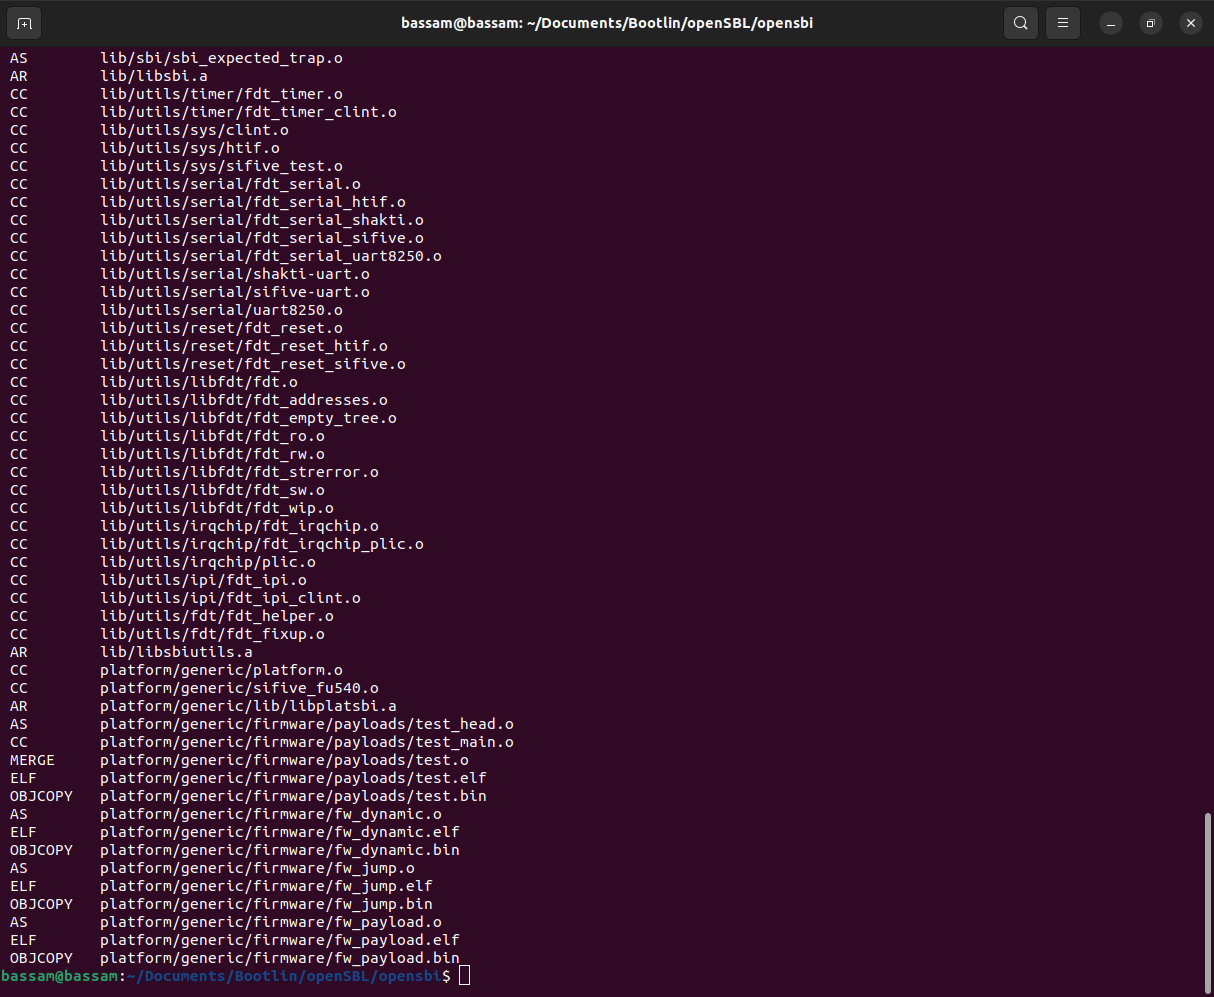 bassam@bassam: ~/Documents/Bootlin/openSBL/opensbi
AS        lib/sbi/sbi_expected_trap.o
AR        lib/libsbi.a
CC        lib/utils/timer/fdt_timer.o
CC        lib/utils/timer/fdt_timer_clint.o
CC        lib/utils/sys/clint.o
CC        lib/utils/sys/htif.o
CC        lib/utils/sys/sifive_test.o
CC        lib/utils/serial/fdt_serial.o
CC        lib/utils/serial/fdt_serial_htif.o
CC        lib/utils/serial/fdt_serial_shakti.o
CC        lib/utils/serial/fdt_serial_sifive.o
CC        lib/utils/serial/fdt_serial_uart8250.o
CC        lib/utils/serial/shakti-uart.o
CC        lib/utils/serial/sifive-uart.o
CC        lib/utils/serial/uart8250.o
CC        lib/utils/reset/fdt_reset.o
CC        lib/utils/reset/fdt_reset_htif.o
CC        lib/utils/reset/fdt_reset_sifive.o
CC        lib/utils/libfdt/fdt.o
CC        lib/utils/libfdt/fdt_addresses.o
CC        lib/utils/libfdt/fdt_empty_tree.o
CC        lib/utils/libfdt/fdt_ro.o
CC        lib/utils/libfdt/fdt_rw.o
CC        lib/utils/libfdt/fdt_strerror.o
CC        lib/utils/libfdt/fdt_sw.o
CC        lib/utils/libfdt/fdt_wip.o
CC        lib/utils/irqchip/fdt_irqchip.o
CC        lib/utils/irqchip/fdt_irqchip_plic.o
CC        lib/utils/irqchip/plic.o
CC        lib/utils/ipi/fdt_ipi.o
CC        lib/utils/ipi/fdt_ipi_clint.o
CC        lib/utils/fdt/fdt_helper.o
CC        lib/utils/fdt/fdt_fixup.o
AR        lib/libsbiutils.a
CC        platform/generic/platform.o
CC        platform/generic/sifive_fu540.o
AR        platform/generic/lib/libplatsbi.a
AS        platform/generic/firmware/payloads/test_head.o
CC        platform/generic/firmware/payloads/test_main.o
MERGE     platform/generic/firmware/payloads/test.o
ELF       platform/generic/firmware/payloads/test.elf
OBJCOPY   platform/generic/firmware/payloads/test.bin
AS        platform/generic/firmware/fw_dynamic.o
ELF       platform/generic/firmware/fw_dynamic.elf
OBJCOPY   platform/generic/firmware/fw_dynamic.bin
AS        platform/generic/firmware/fw_jump.o
ELF       platform/generic/firmware/fw_jump.elf
OBJCOPY   platform/generic/firmware/fw_jump.bin
AS        platform/generic/firmware/fw_payload.o
ELF       platform/generic/firmware/fw_payload.elf
OBJCOPY   platform/generic/firmware/fw_payload.bin
bassam@bassam:~/Documents/Bootlin/openSBL/opensbi$